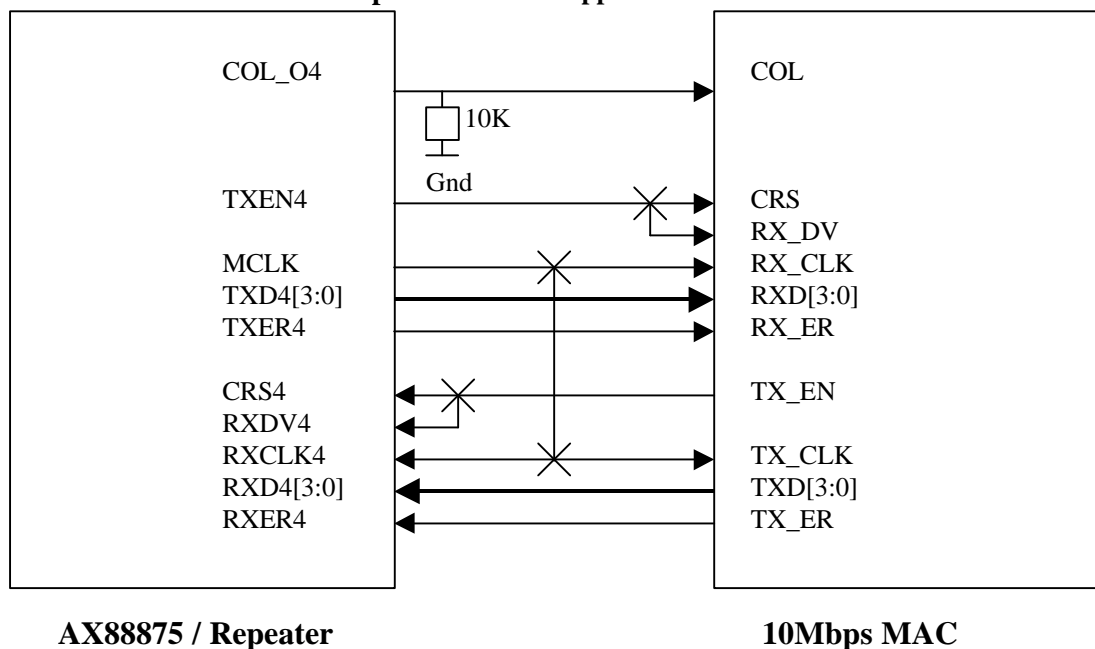 COL_O4 COL
10K
Gnd
TXEN4 CRS
RX_DV
MCLK RX_CLK
TXD4[3:0] RXD[3:0]
TXER4 RX_ER
CRS4 TX_EN
RXDV4
RXCLK4 TX_CLK
RXD4[3:0] TXD[3:0]
RXER4 TX_ER
AX88875 / Repeater 10Mbps MAC